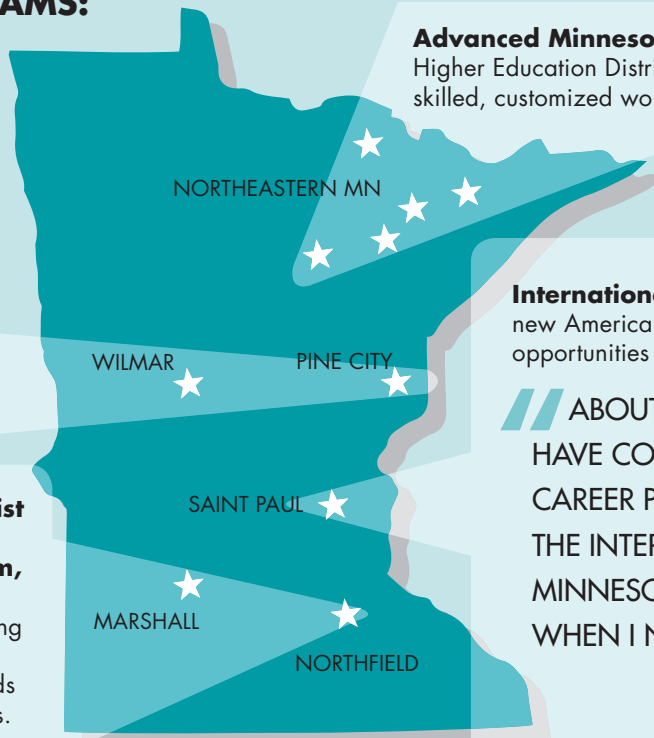 AMS:
Advanced Minneso
Higher Education Distri
skilled, customized wo
NORTHEASTERN MN
Internationa
new America
opportunities
WILMAR
PINE CITY
ABOUT
HAVE CO
CAREER P
THE INTER
MINNESO
WHEN I N
SAINT PAUL
ist
m,
ng
ds
s.
MARSHALL
NORTHFIELD